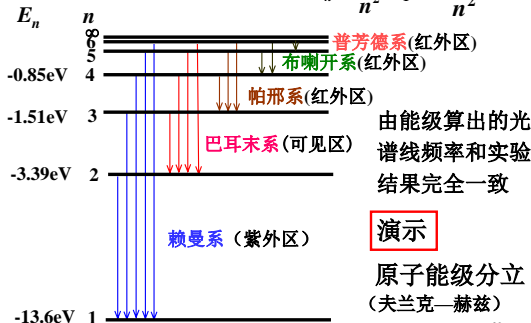 n² n²
Eₙ n
∞
6 普芳德系(红外区)
5 布喇开系(红外区)
-0.85eV 4
帕邢系(红外区)
-1.51eV 3
由能级算出的光
巴耳末系(可见区)
谱线频率和实验
-3.39eV 2
结果完全一致
赖曼系（紫外区）
演示
原子能级分立
（夫兰克—赫兹）
-13.6eV 1